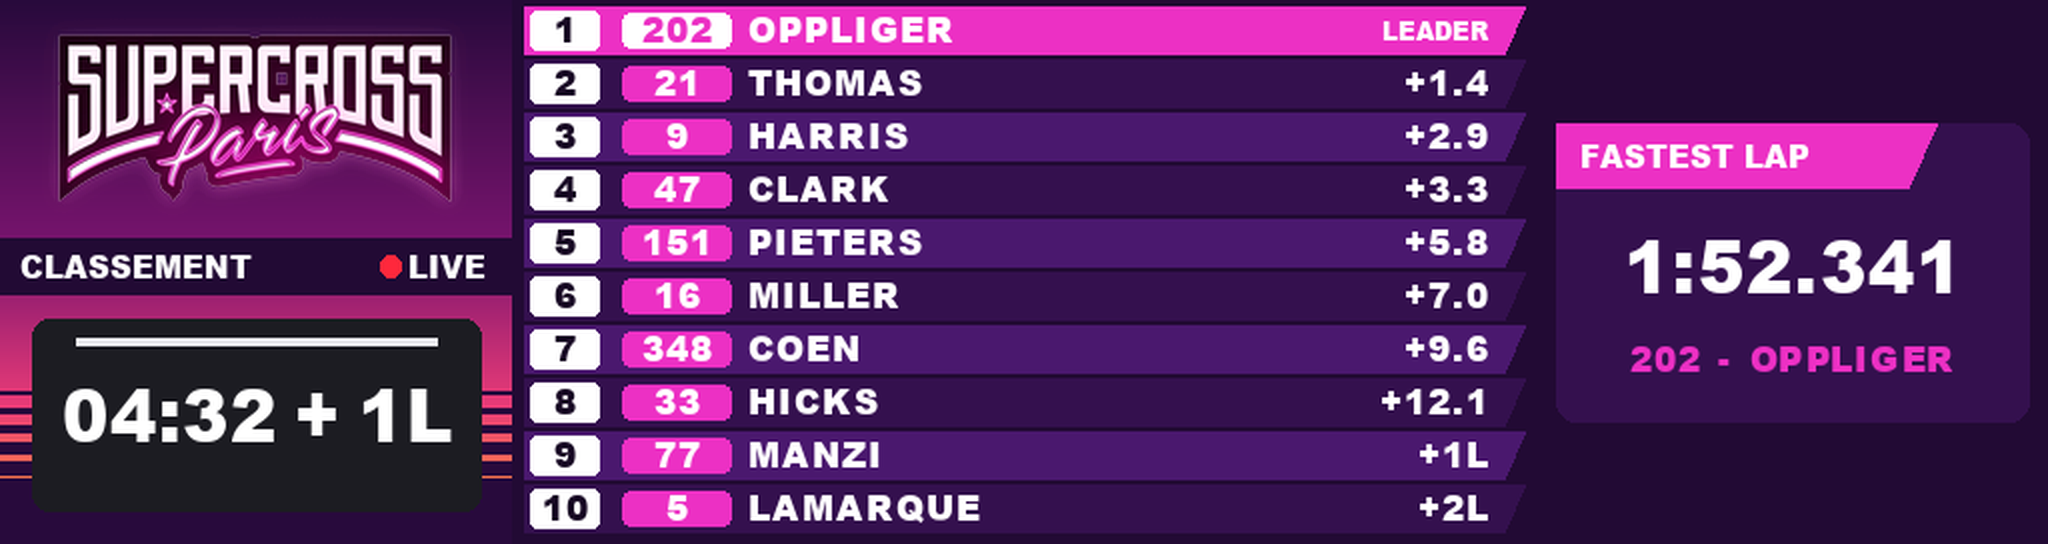 SUPERCROSS
Paris
CLASSEMENT LIVE
04:32 + 1L
1 202 OPPLIGER LEADER
2 21 THOMAS +1.4
3 9 HARRIS +2.9
4 47 CLARK +3.3
5 151 PIETERS +5.8
6 16 MILLER +7.0
7 348 COEN +9.6
8 33 HICKS +12.1
9 77 MANZI +1L
10 5 LAMARQUE +2L
FASTEST LAP
1:52.341
202 - OPPLIGER